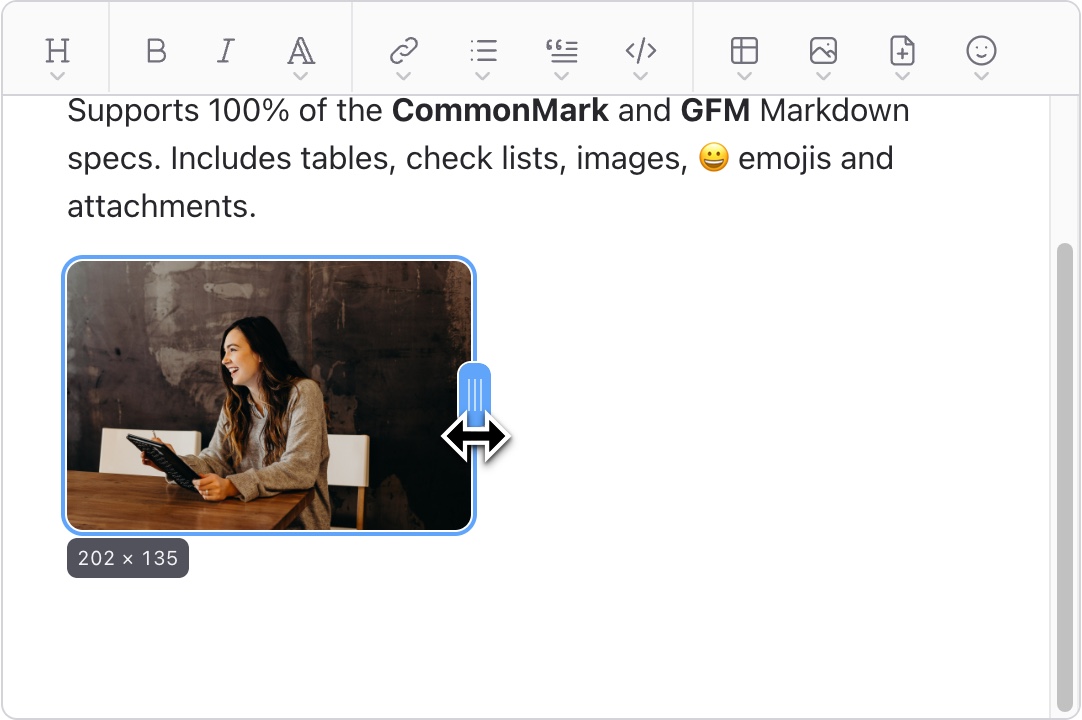 H B I A
Supports 100% of the CommonMark and GFM Markdown
specs. Includes tables, check lists, images, 😀 emojis and
attachments.
202 × 135